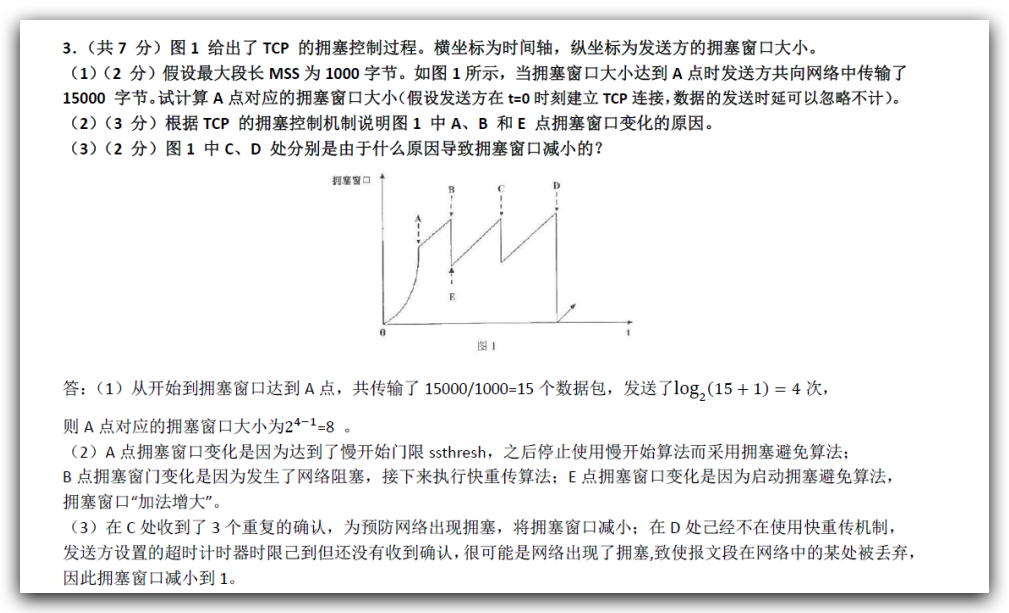 3.（共 7 分）图 1 给出了 TCP 的拥塞控制过程。横坐标为时间轴，纵坐标为发送方的拥塞窗口大小。
（1）（2 分）假设最大段长 MSS 为 1000 字节。如图 1 所示，当拥塞窗口大小达到 A 点时发送方共向网络中传输了
15000 字节。试计算 A 点对应的拥塞窗口大小（假设发送方在 t=0 时刻建立 TCP 连接，数据的发送时延可以忽略不计）。
（2）（3 分）根据 TCP 的拥塞控制机制说明图 1 中 A、B 和 E 点拥塞窗口变化的原因。
（3）（2 分）图 1 中 C、D 处分别是由于什么原因导致拥塞窗口减小的？
拥塞窗口
B
C
D
A
E
0
t
图 1
答：（1）从开始到拥塞窗口达到 A 点，共传输了 15000/1000=15 个数据包，发送了log₂(15 + 1) = 4 次，
则 A 点对应的拥塞窗口大小为2⁴⁻¹=8 。
（2）A 点拥塞窗口变化是因为达到了慢开始门限 ssthresh，之后停止使用慢开始算法而采用拥塞避免算法；
B 点拥塞窗门变化是因为发生了网络阻塞，接下来执行快重传算法；E 点拥塞窗口变化是因为启动拥塞避免算法，
拥塞窗口“加法增大”。
（3）在 C 处收到了 3 个重复的确认，为预防网络出现拥塞，将拥塞窗口减小；在 D 处己经不在使用快重传机制，
发送方设置的超时计时器时限己到但还没有收到确认，很可能是网络出现了拥塞,致使报文段在网络中的某处被丢弃，
因此拥塞窗口减小到 1。